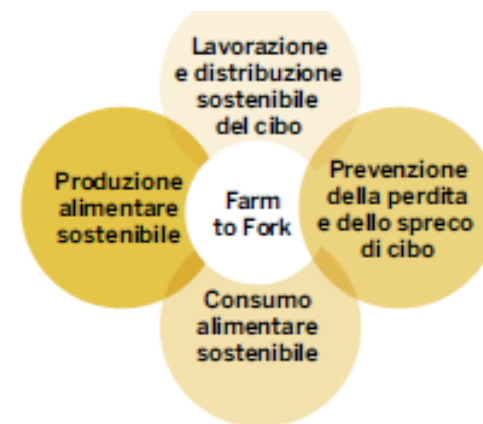 Lavorazione
e distribuzione
sostenibile
del cibo
Produzione
alimentare
sostenibile
Farm
to Fork
Prevenzione
della perdita
e dello spreco
di cibo
Consumo
alimentare
sostenibile